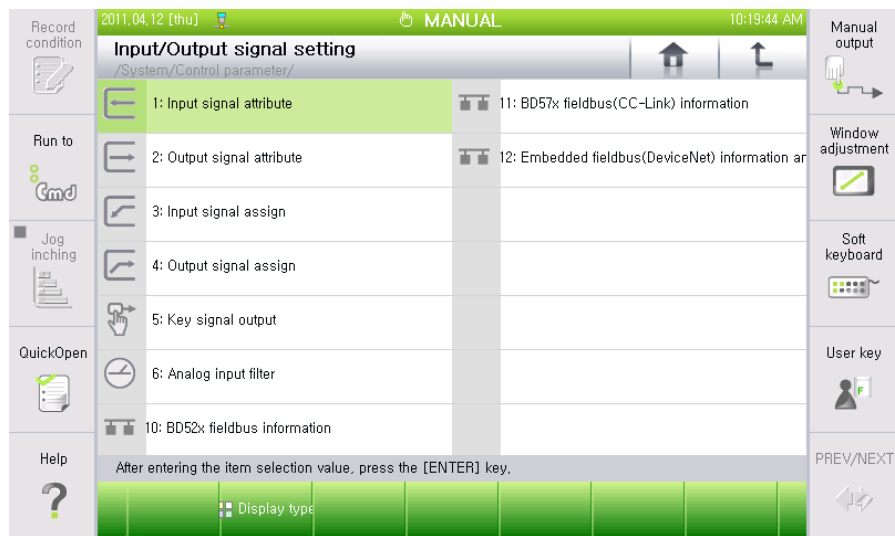 Record
condition
Run to
Cmd
Jog
inching
QuickOpen
Help
?
2011,04,12 [thu]
MANUAL
10:19:44 AM
Input/Output signal setting
/System/Control parameter/
1: Input signal attribute
2: Output signal attribute
3: Input signal assign
4: Output signal assign
5: Key signal output
6: Analog input filter
10: BD52x fieldbus information
11: BD57x fieldbus(CC-Link) information
12: Embedded fieldbus(DeviceNet) information ar
After entering the item selection value, press the [ENTER] key,
Display type
Manual
output
Window
adjustment
Soft
keyboard
User key
F
PREV/NEXT